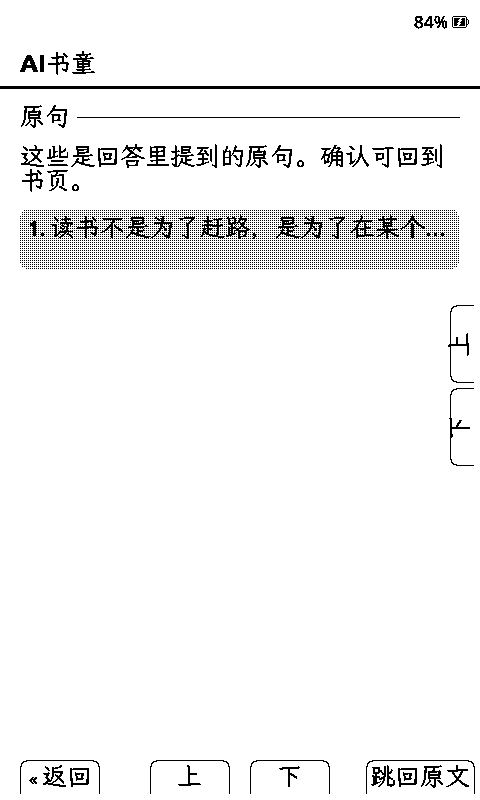 84%
AI书童
原句
这些是回答里提到的原句。确认可回到
书页。
1. 读书不是为了赶路，是为了在某个...
上
下
« 返回
上
下
跳回原文